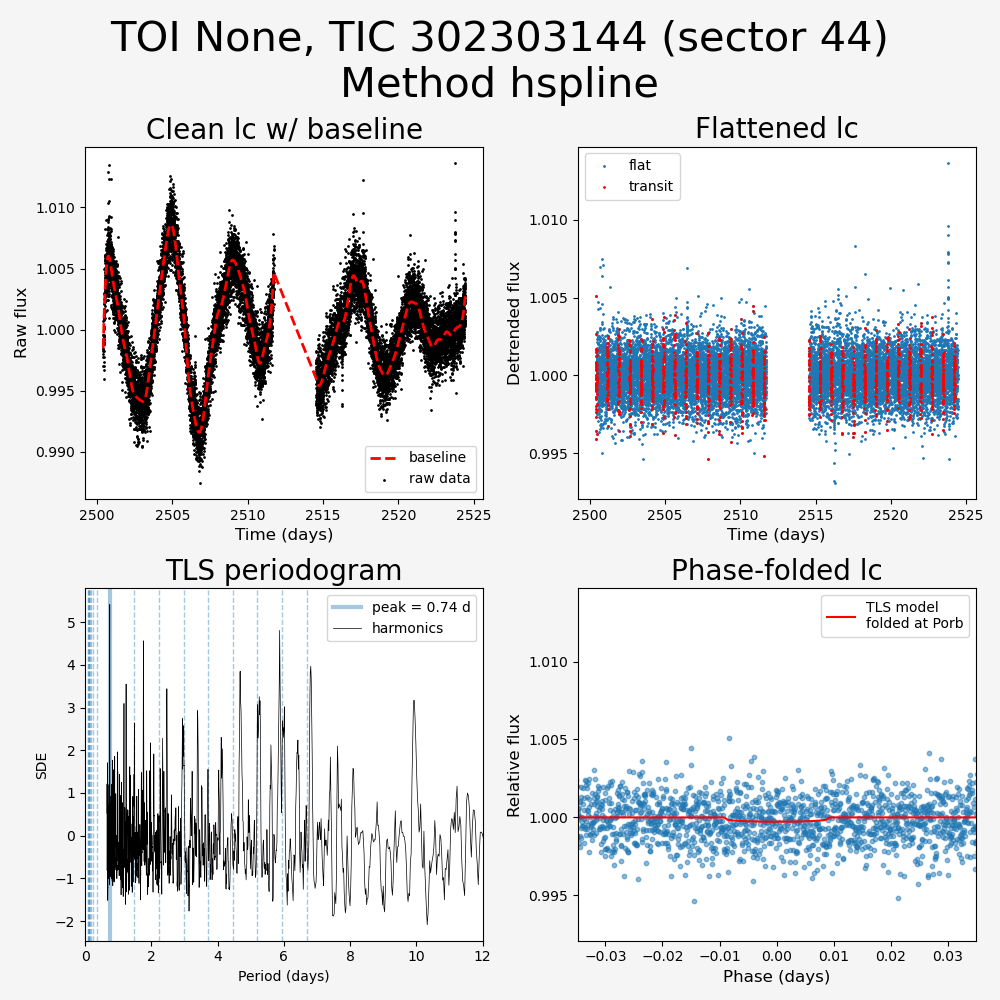 TOI None, TIC 302303144 (sector 44)
Method hspline
Clean lc w/ baseline
Raw flux
1.010
1.005
1.000
0.995
0.990
baseline
raw data
2500
2505
2510
2515
2520
2525
Time (days)
Flattened lc
Detrended flux
flat
transit
1.010
1.005
1.000
0.995
2500
2505
2510
2515
2520
2525
Time (days)
TLS periodogram
SDE
peak = 0.74 d
harmonics
5
4
3
2
1
0
−1
−2
0
2
4
6
8
10
12
Period (days)
Phase-folded lc
Relative flux
TLS model
folded at Porb
1.010
1.005
1.000
0.995
−0.03
−0.02
−0.01
0.00
0.01
0.02
0.03
Phase (days)